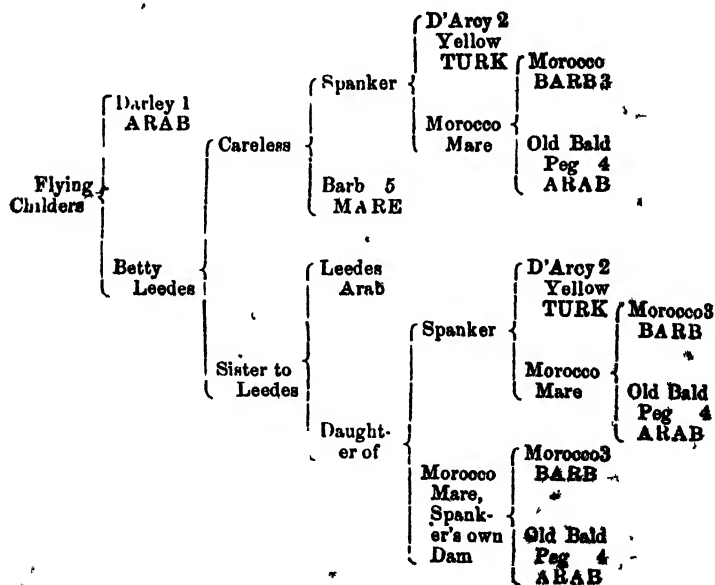 Flying
Childers
Darley 1
ARAB
Betty
Leedes
Careless
Sister to
Leedes
Spanker
Barb 5
MARE
Leedes
Arab
Daught-
er of
D'Arcy 2
Yellow
TURK
Morocco
Mare
Morocco
BARB 3
Old Bald
Peg 4
ARAB
Spanker
Morocco
Mare,
Spank-
er's own
Dam
D'Arcy 2
Yellow
TURK
Morocco
Mare
Morocco3
BARB
Old Bald
Peg 4
ARAB
Morocco3
BARB
Old Bald
Peg 4
ARAB